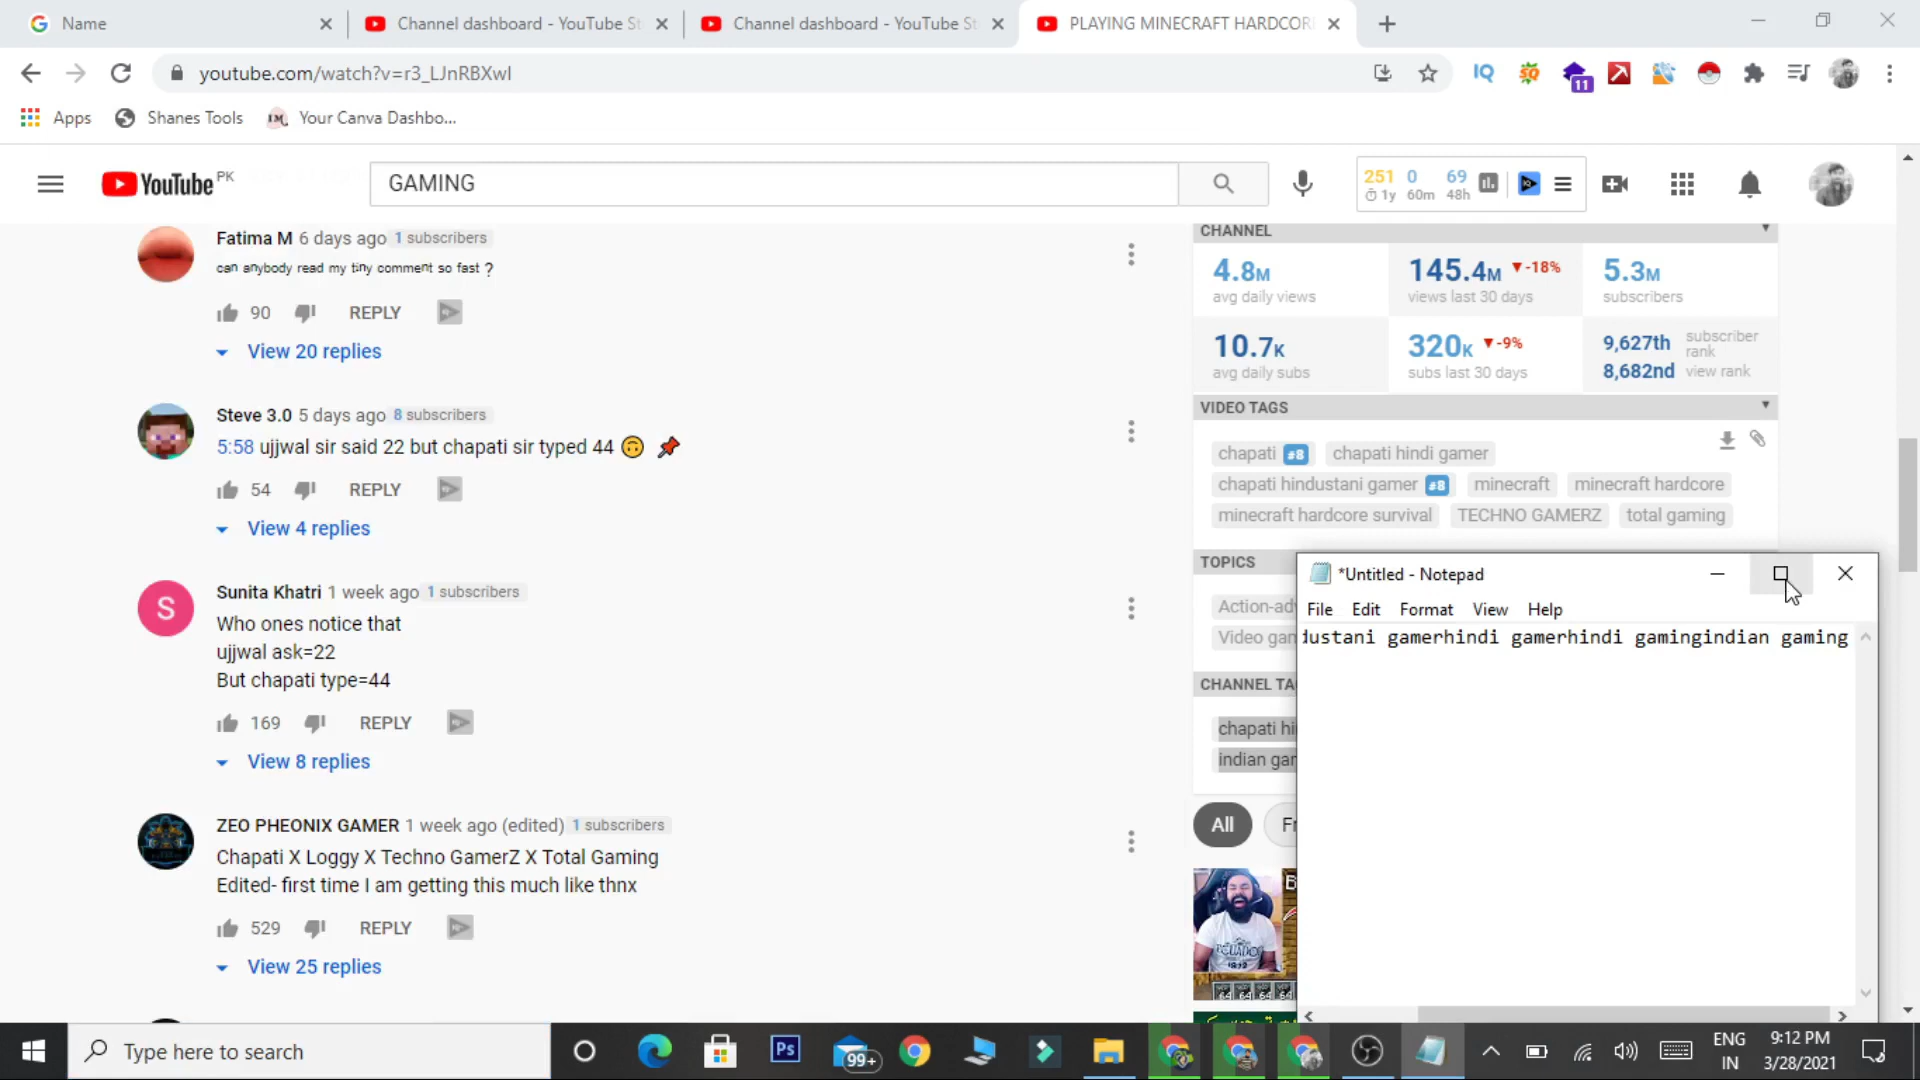 Name
Channel dashboard - YouTube St
Channel dashboard - YouTube St
PLAYING MINECRAFT HARDCOR
youtube.com/watch?v=r3_LJnRBXwI
IQ
11
Apps
Shanes Tools
Your Canva Dashbo...
YouTube PK
GAMING
251 0 69
1y 60m 48h
Fatima M 6 days ago 1 subscribers
can anybody read my tiny comment so fast ?
90 REPLY
View 20 replies
Steve 3.0 5 days ago 8 subscribers
5:58 ujjwal sir said 22 but chapati sir typed 44 🙃 📌
54 REPLY
View 4 replies
Sunita Khatri 1 week ago 1 subscribers
S
Who ones notice that
ujjwal ask=22
But chapati type=44
169 REPLY
View 8 replies
ZEO PHEONIX GAMER 1 week ago (edited) 1 subscribers
Chapati X Loggy X Techno GamerZ X Total Gaming
Edited- first time I am getting this much like thnx
529 REPLY
View 25 replies
CHANNEL
4.8M 145.4M ▼-18% 5.3M
avg daily views views last 30 days subscribers
10.7K 320K ▼-9% 9,627th subscriber rank
avg daily subs subs last 30 days 8,682nd view rank
VIDEO TAGS
chapati #8 chapati hindi gamer
chapati hindustani gamer #8 minecraft minecraft hardcore
minecraft hardcore survival TECHNO GAMERZ total gaming
TOPICS
Action-adv
Video gan
CHANNEL TA
chapati hi
indian gar
All
*Untitled - Notepad
File Edit Format View Help
dustani gamerhindi gamerhindi gamingindian gaming
64 64 64 64
Type here to search
Ps
99+
ENG
IN
9:12 PM
3/28/2021